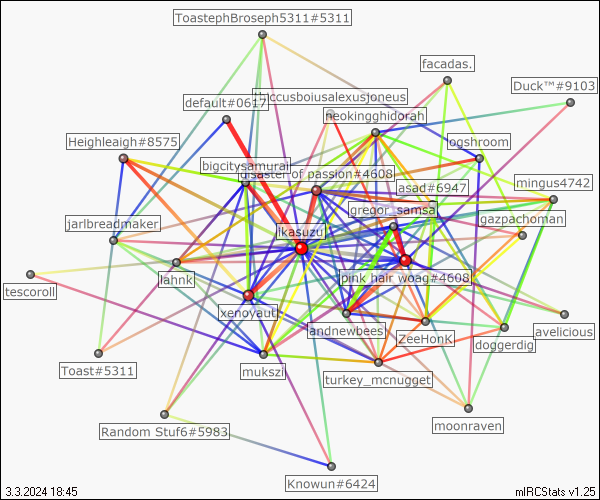 ToastephBroseph5311#5311
facadas.
Duck™#9103
default#0617
neokingghidorah
ogshroom
Heighleaigh#8575
bigcitysamurai
disaster of passion#4608
asad#6947
mingus4742
jarlbreadmaker
gregor_samsa
gazpachoman
ikasuzu
lahnk
pink hair woag#4608
tescoroll
xenoyaut
andnewbees
ZeeHonK
avelicious
doggerdig
Toast#5311
mukszi
turkey_mcnugget
moonraven
Random Stuf6#5983
Knowun#6424
3.3.2024 18:45
mIRCStats v1.25